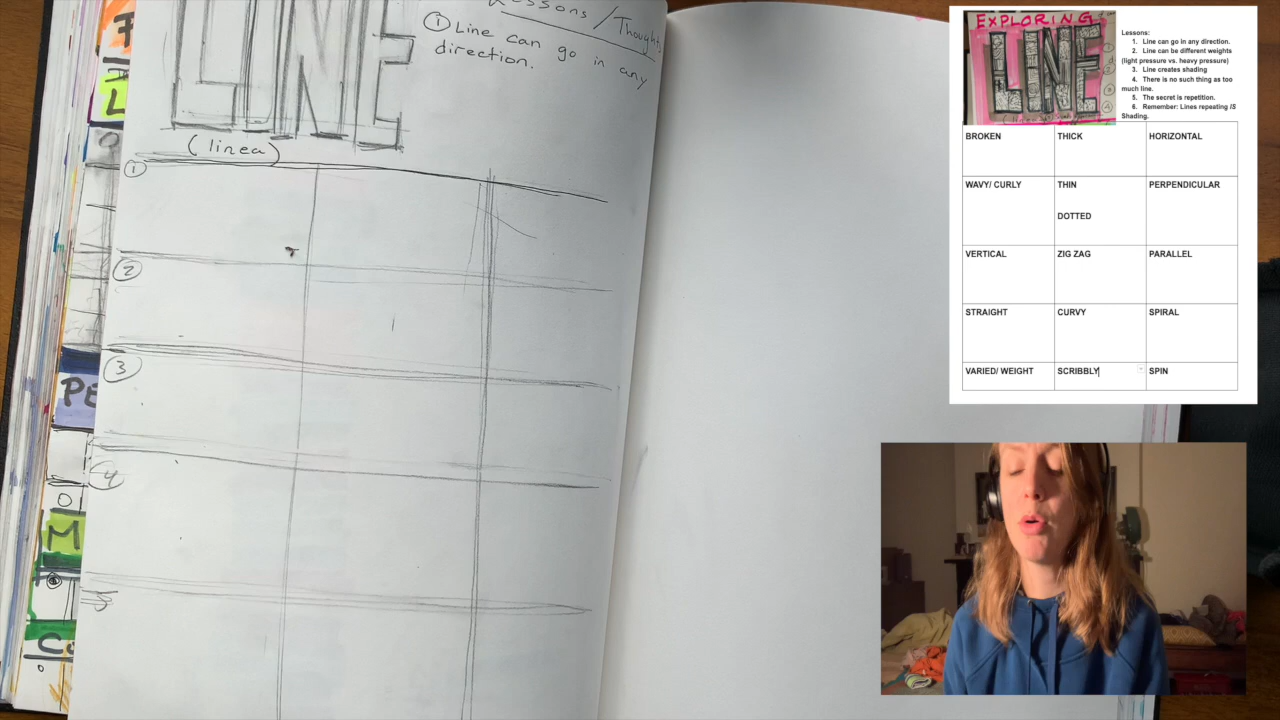 Lessons / Thoughts
① Line can go in any
direction.
LINE
(linea)
①
②
③
④
5
M
EXPLORING
LINE
Lessons:
1. Line can go in any direction.
2. Line can be different weights
(light pressure vs. heavy pressure)
3. Line creates shading
4. There is no such thing as too
much line.
5. The secret is repetition.
6. Remember: Lines repeating IS
Shading.
BROKEN THICK HORIZONTAL
WAVY/ CURLY THIN PERPENDICULAR
DOTTED
VERTICAL ZIG ZAG PARALLEL
STRAIGHT CURVY SPIRAL
VARIED/ WEIGHT SCRIBBLY SPIN